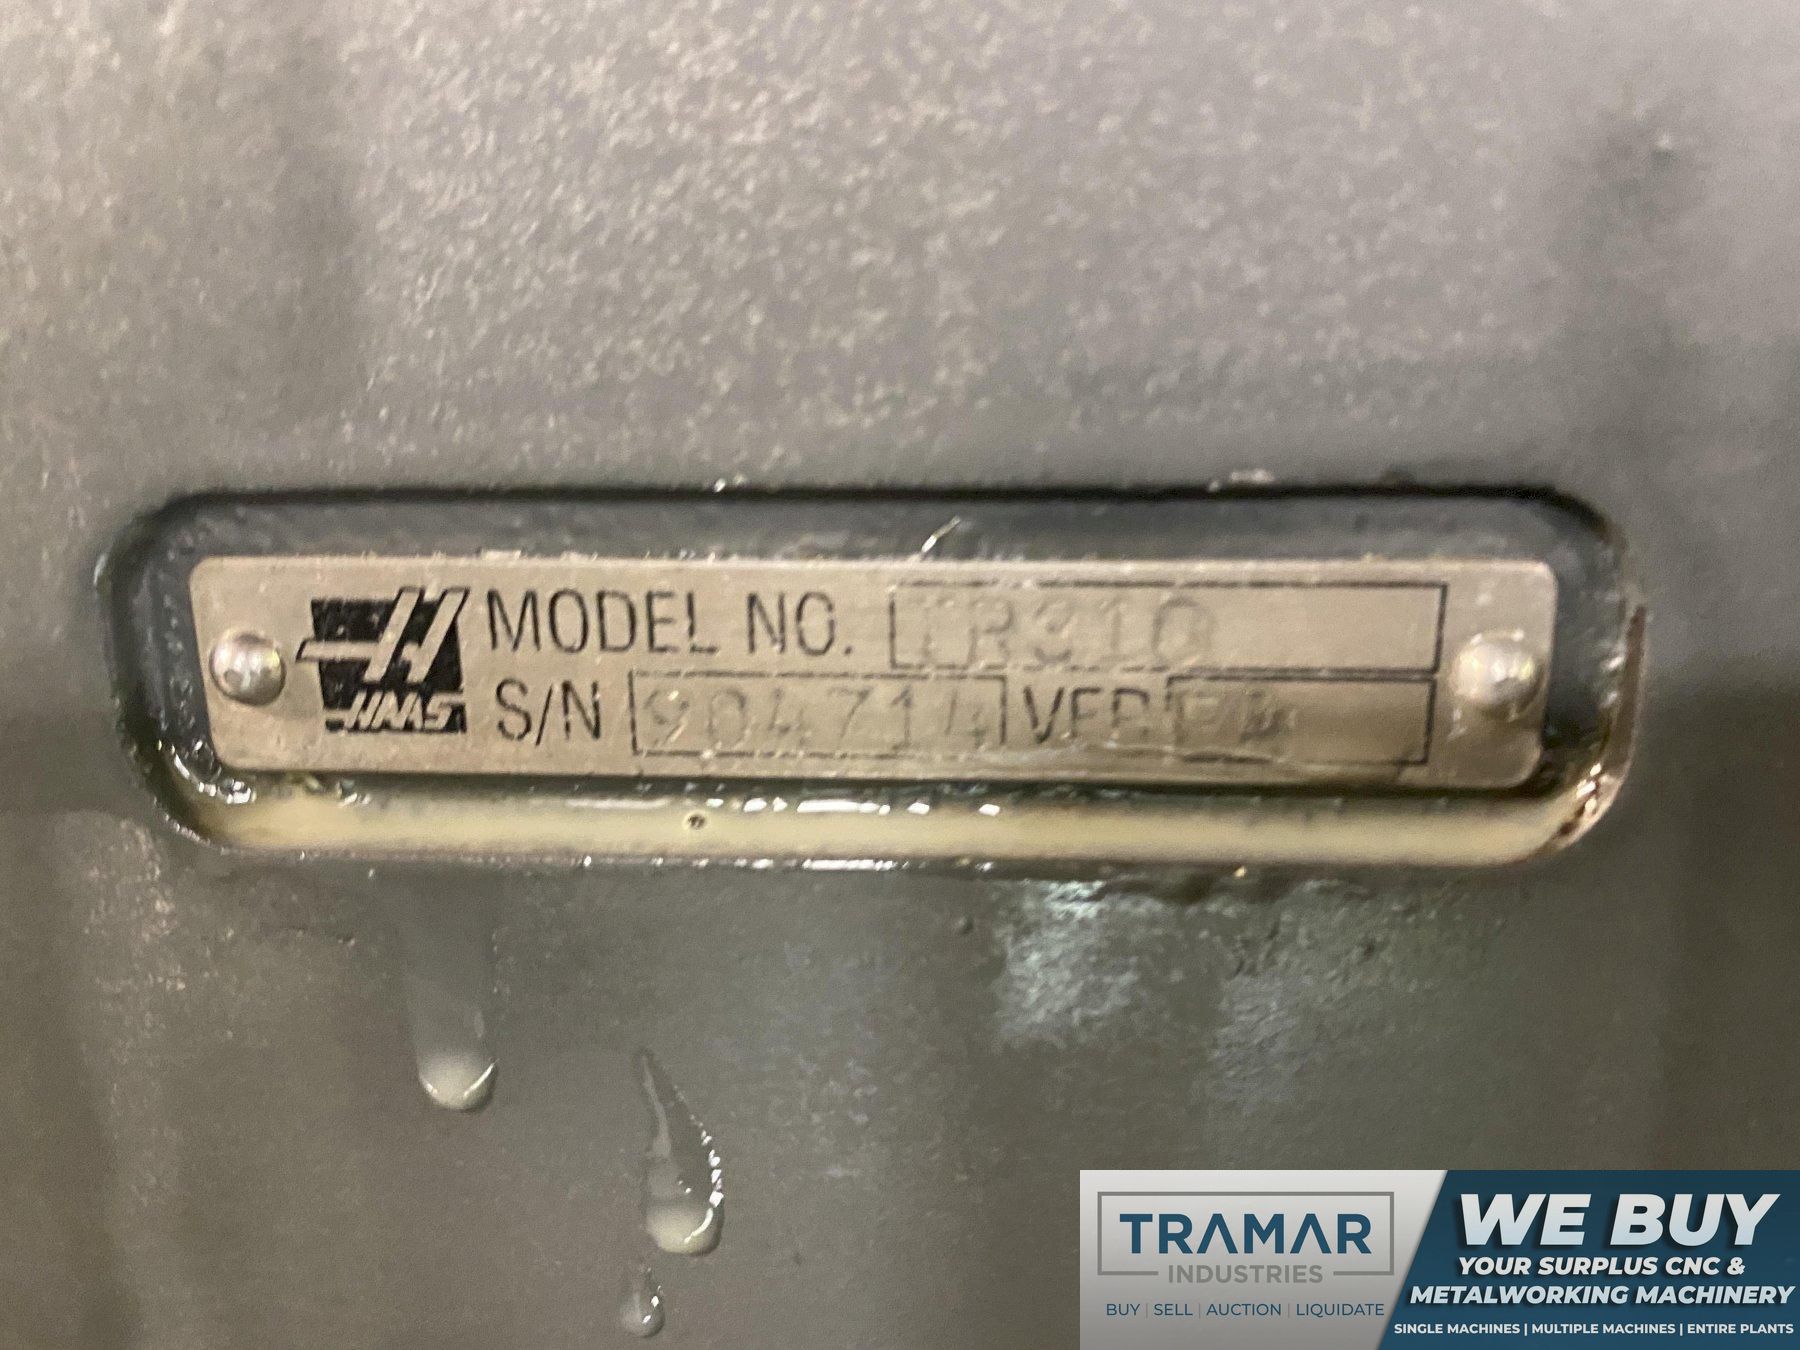 HAAS
MODEL NO. TR310
S/N 904714 VER
TRAMAR
INDUSTRIES
BUY | SELL | AUCTION | LIQUIDATE
WE BUY
YOUR SURPLUS CNC &
METALWORKING MACHINERY
SINGLE MACHINES | MULTIPLE MACHINES | ENTIRE PLANTS